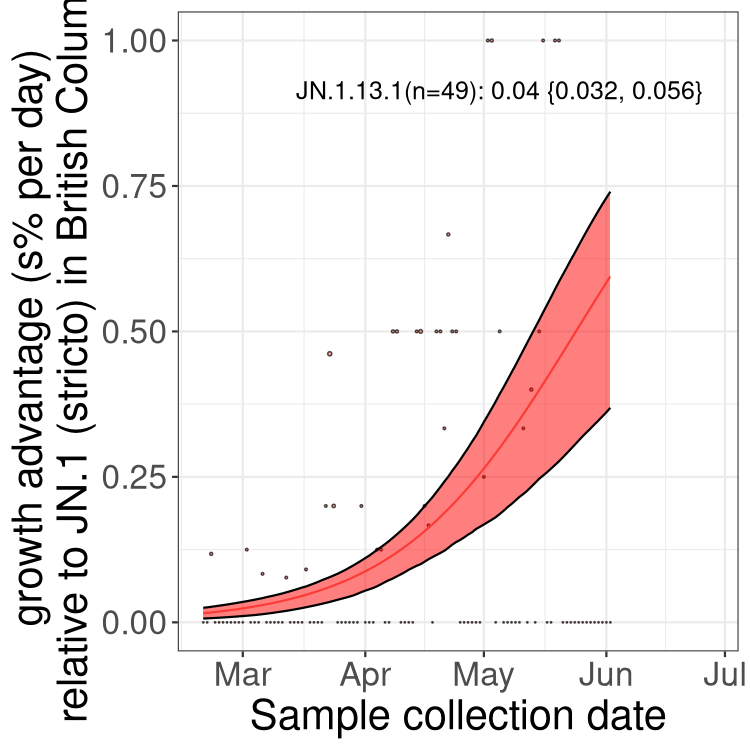 growth advantage (s% per day)
relative to JN.1 (stricto) in British Colum
1.00
0.75
0.50
0.25
0.00
JN.1.13.1(n=49): 0.04 {0.032, 0.056}
Mar Apr May Jun Jul
Sample collection date